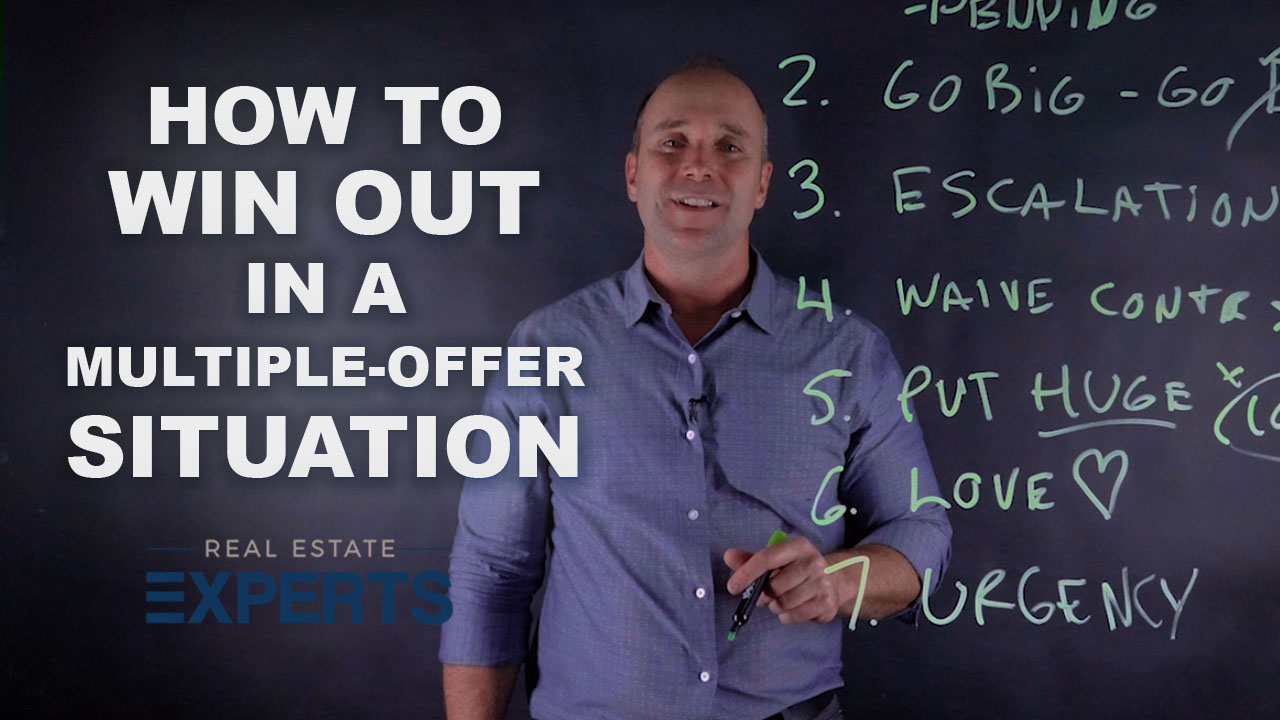 HOW TO
WIN OUT
IN A
MULTIPLE-OFFER
SITUATION
REAL ESTATE
EXPERTS
-PENDING
2. GO BIG - GO
3. ESCALATION
4. WAIVE
5. PUT HUGE
6. LOVE
7. URGENCY